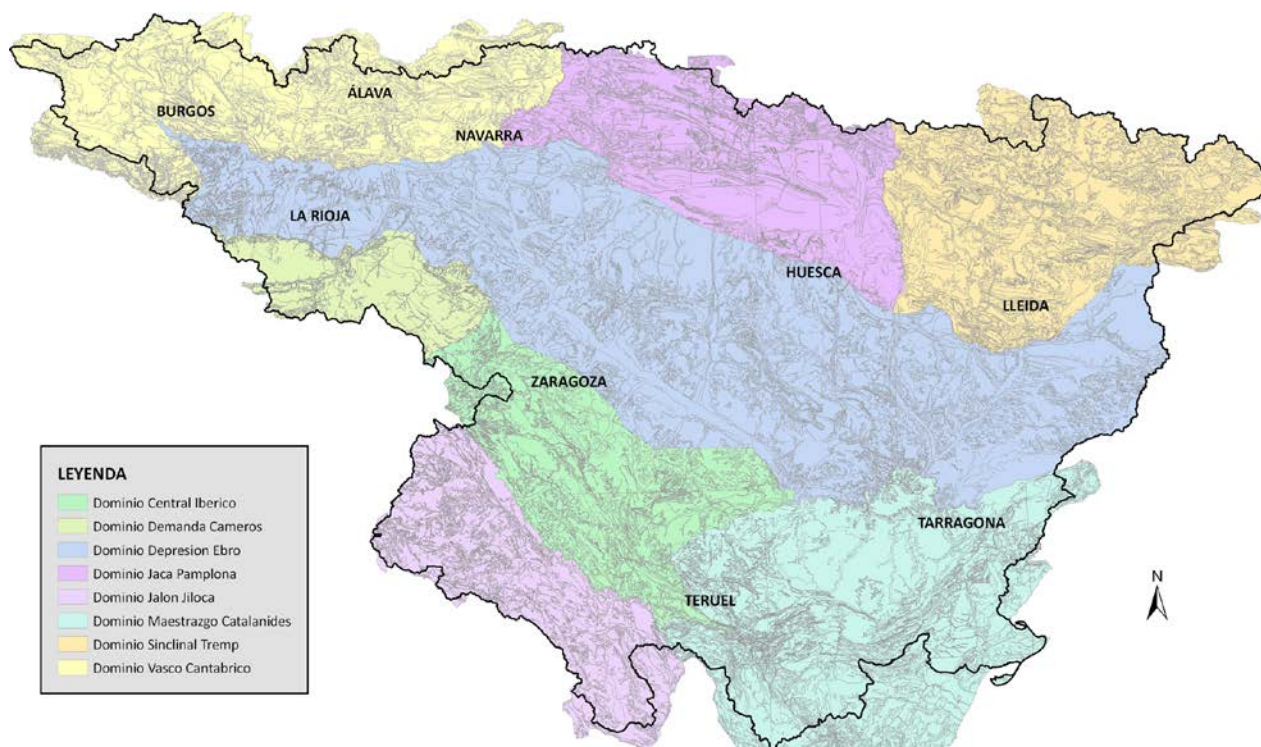 ÁLAVA
BURGOS
NAVARRA
LA RIOJA
HUESCA
LLEIDA
ZARAGOZA
TARRAGONA
TERUEL
N
LEYENDA
Dominio Central Iberico
Dominio Demanda Cameros
Dominio Depresion Ebro
Dominio Jaca Pamplona
Dominio Jalon Jiloca
Dominio Maestrazgo Catalanides
Dominio Sinclinal Tremp
Dominio Vasco Cantabrico